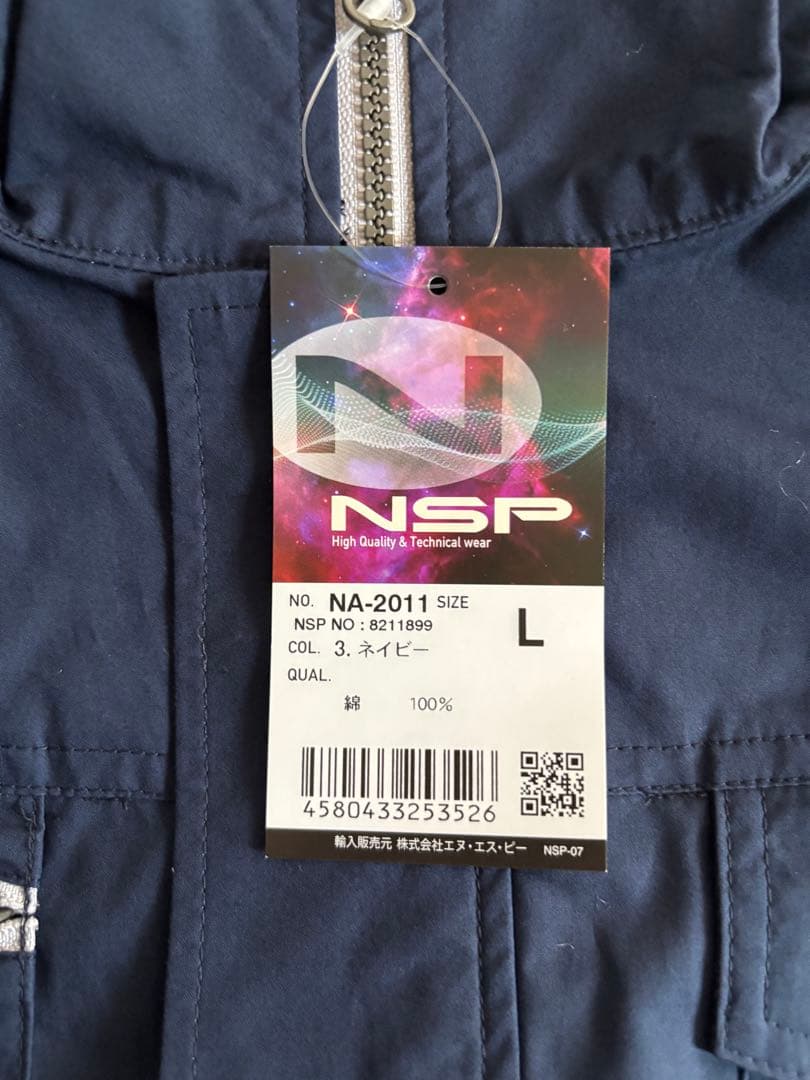 N
NSP
High Quality & Technical wear
NO. NA-2011 SIZE L
NSP NO : 8211899
COL. 3. ネイビー
QUAL.
綿 100%
4580433253526
輸入販売元 株式会社エヌ・エス・ピー NSP-07